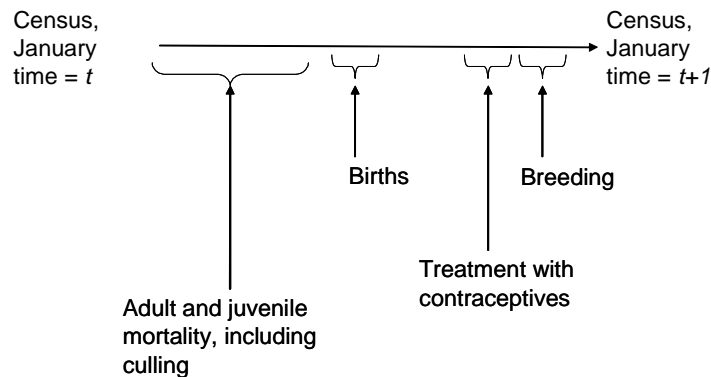 Census,
January
time = t
Census,
January
time = t+1
Births
Breeding
Treatment with
contraceptives
Adult and juvenile
mortality, including
culling